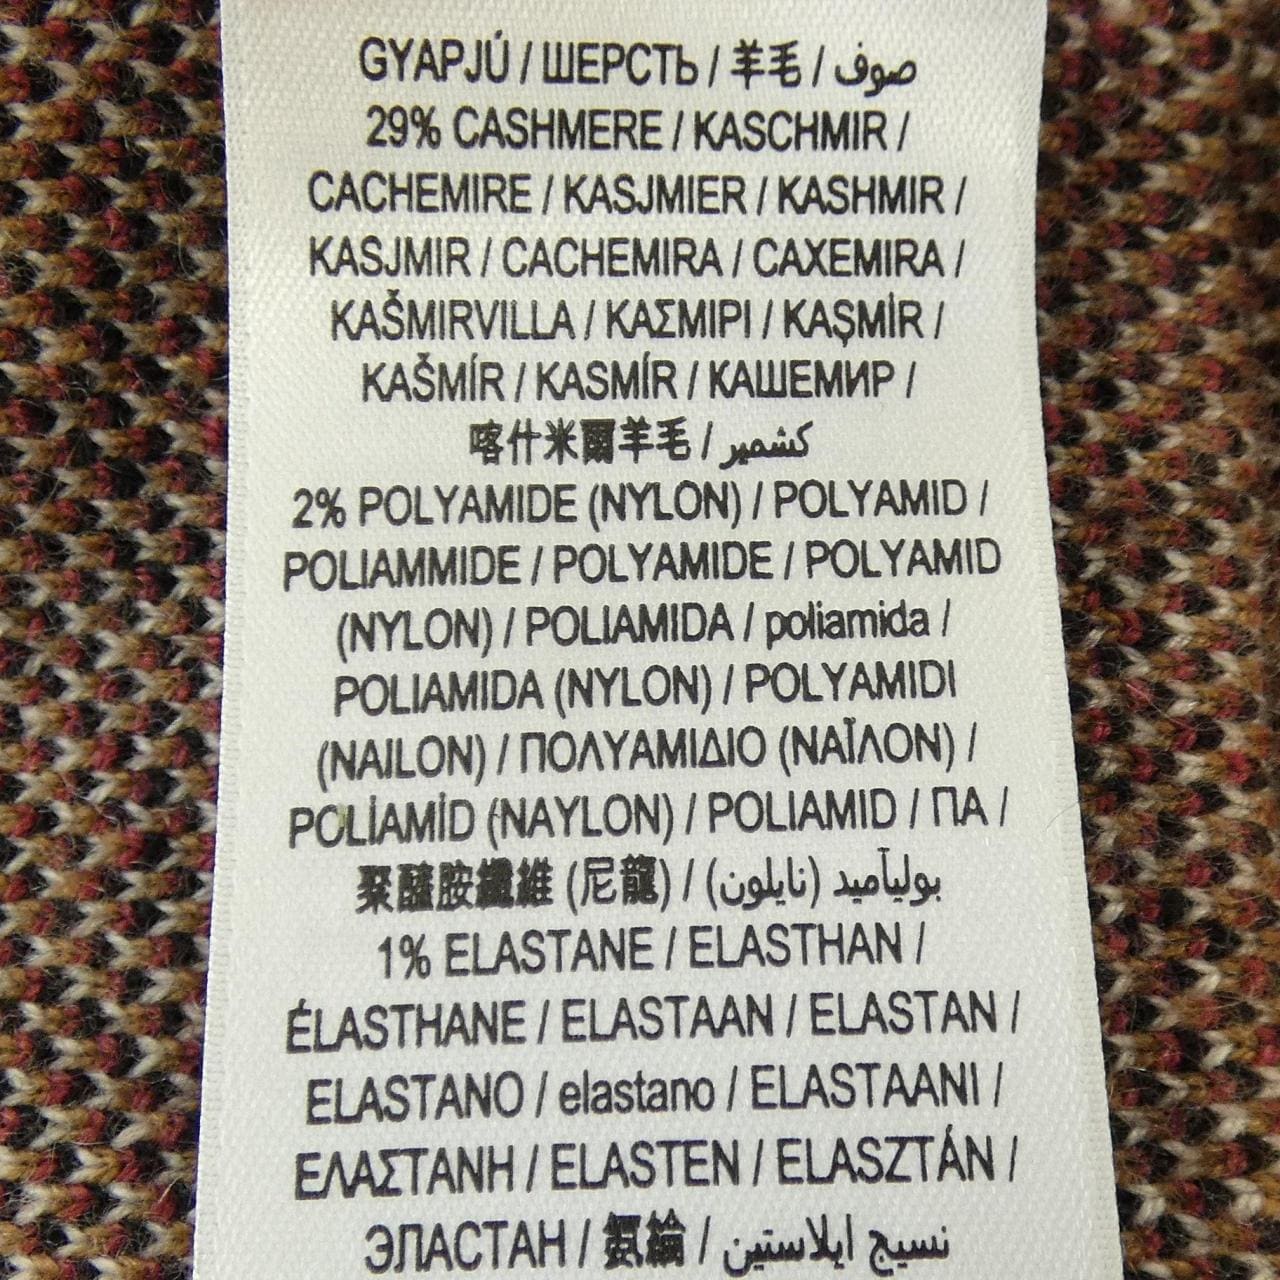 GYAPJÚ / ШЕРСТЬ / 羊毛 / صوف
29% CASHMERE / KASCHMIR /
CACHEMIRE / KASJMIER / KASHMIR /
KASJMIR / CACHEMIRA / CAXEMIRA /
KAŠMIRVILLA / ΚΑΣΜΙΡΙ / KAŞMİR /
KAŠMÍR / KASMÍR / КАШЕМИР /
喀什米爾羊毛 / كشمير
2% POLYAMIDE (NYLON) / POLYAMID /
POLIAMMIDE / POLYAMIDE / POLYAMID
(NYLON) / POLIAMIDA / poliamida /
POLIAMIDA (NYLON) / POLYAMIDI
(NAILON) / ΠΟΛΥΑΜΙΔΙΟ (ΝΑΪΛΟΝ) /
POLİAMİD (NAYLON) / POLIAMID / ПА /
聚醯胺纖維 (尼龍) / بوليآميد (نايلون)
1% ELASTANE / ELASTHAN /
ÉLASTHANE / ELASTAAN / ELASTAN /
ELASTANO / elastano / ELASTAANI /
ΕΛΑΣΤΑΝΗ / ELASTEN / ELASZTÁN /
ЭЛАСТАН / 氨綸 / نسيج ايلاستين